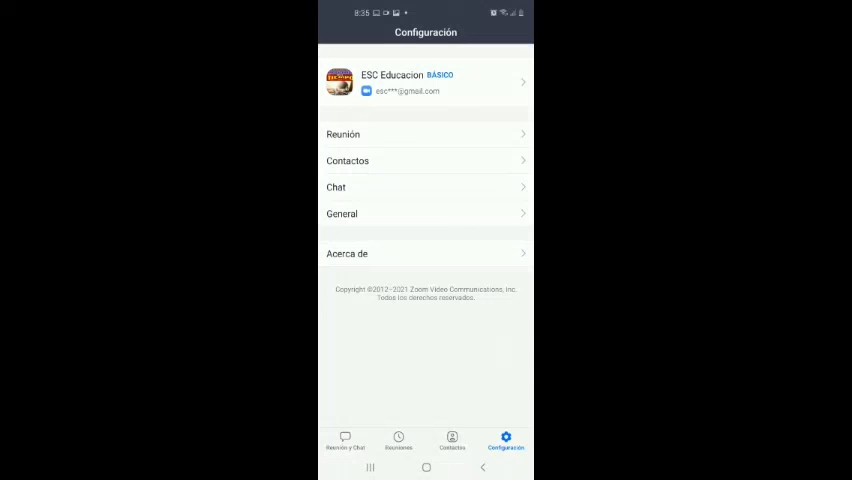 8:35
Configuración
ESC Educacion BÁSICO
esc***@gmail.com
Reunión
Contactos
Chat
General
Acerca de
Copyright ©2012-2021 Zoom Video Communications, Inc.
Todos los derechos reservados.
Reunión y Chat
Reuniones
Contactos
Configuración